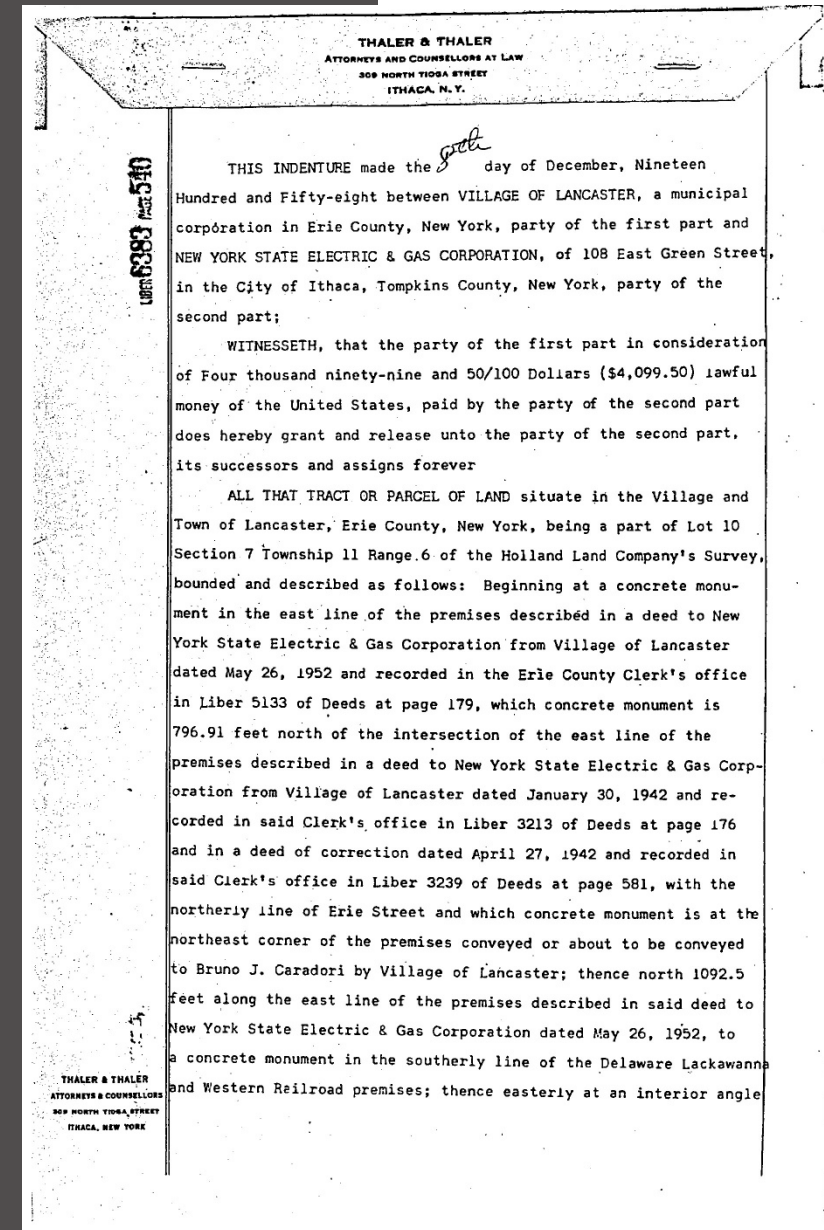 THALER & THALER
ATTORNEYS AND COUNSELLORS AT LAW
309 NORTH TIOGA STREET
ITHACA, N. Y.
LIBER 6383 PAGE 540
THIS INDENTURE made the day of December, Nineteen
Hundred and Fifty-eight between VILLAGE OF LANCASTER, a municipal
corporation in Erie County, New York, party of the first part and
NEW YORK STATE ELECTRIC & GAS CORPORATION, of 108 East Green Street,
in the City of Ithaca, Tompkins County, New York, party of the
second part;
WITNESSETH, that the party of the first part in consideration
of Four thousand ninety-nine and 50/100 Dollars ($4,099.50) lawful
money of the United States, paid by the party of the second part
does hereby grant and release unto the party of the second part,
its successors and assigns forever
ALL THAT TRACT OR PARCEL OF LAND situate in the Village and
Town of Lancaster, Erie County, New York, being a part of Lot 10
Section 7 Township 11 Range 6 of the Holland Land Company's Survey,
bounded and described as follows: Beginning at a concrete monu-
ment in the east line of the premises described in a deed to New
York State Electric & Gas Corporation from Village of Lancaster
dated May 26, 1952 and recorded in the Erie County Clerk's office
in Liber 5133 of Deeds at page 179, which concrete monument is
796.91 feet north of the intersection of the east line of the
premises described in a deed to New York State Electric & Gas Corp-
oration from Village of Lancaster dated January 30, 1942 and re-
corded in said Clerk's office in Liber 3213 of Deeds at page 176
and in a deed of correction dated April 27, 1942 and recorded in
said Clerk's office in Liber 3239 of Deeds at page 581, with the
northerly line of Erie Street and which concrete monument is at the
northeast corner of the premises conveyed or about to be conveyed
to Bruno J. Caradori by Village of Lancaster; thence north 1092.5
feet along the east line of the premises described in said deed to
New York State Electric & Gas Corporation dated May 26, 1952, to
a concrete monument in the southerly line of the Delaware Lackawanna
and Western Railroad premises; thence easterly at an interior angle
THALER & THALER
ATTORNEYS & COUNSELLORS
309 NORTH TIOGA STREET
ITHACA, NEW YORK